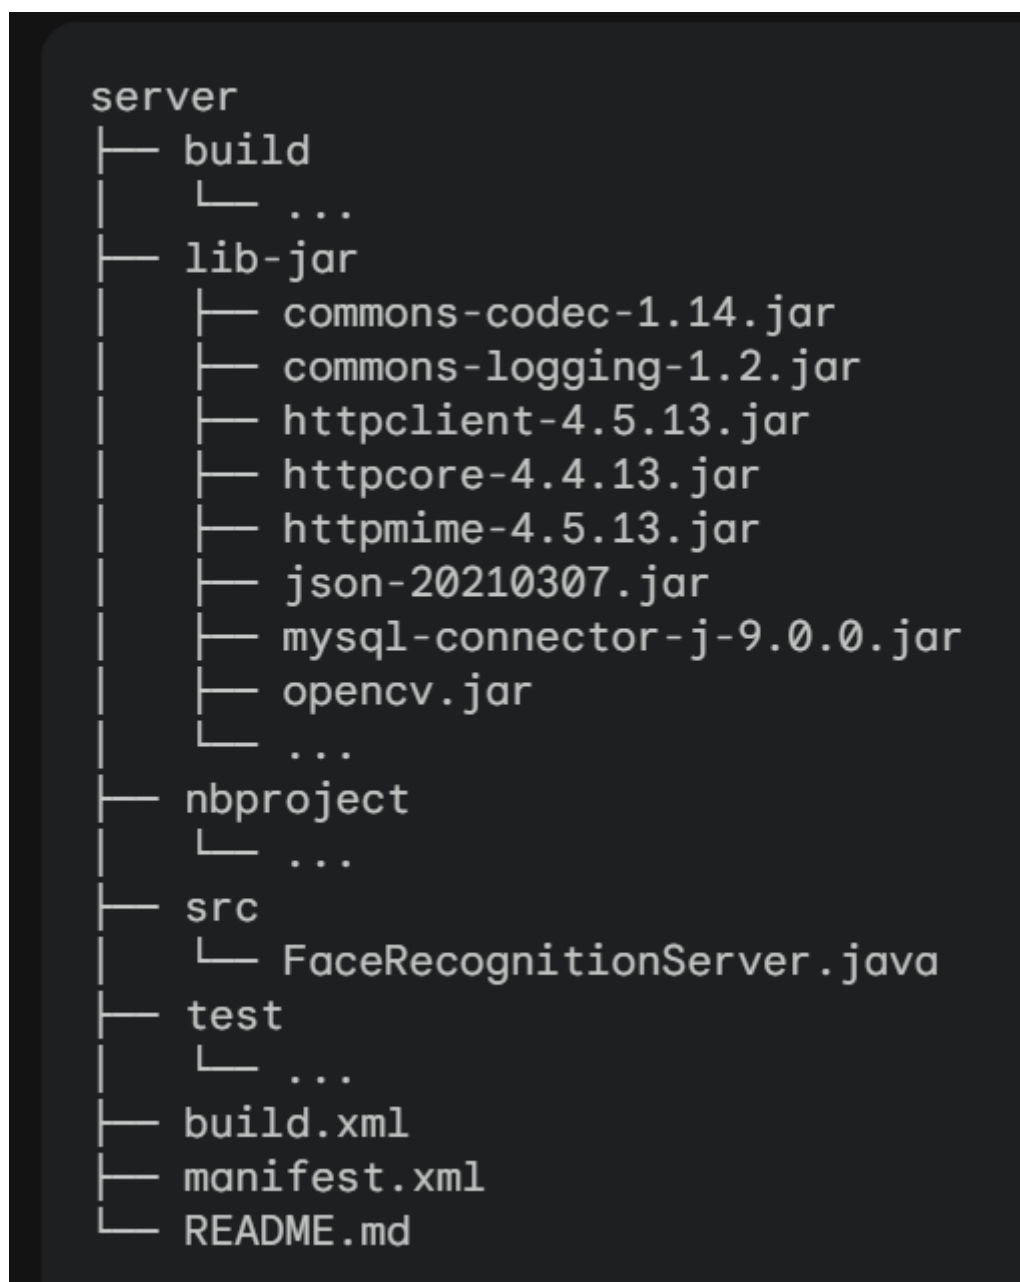 server
├── build
│   └── ...
├── lib-jar
│   ├── commons-codec-1.14.jar
│   ├── commons-logging-1.2.jar
│   ├── httpclient-4.5.13.jar
│   ├── httpcore-4.4.13.jar
│   ├── httpmime-4.5.13.jar
│   ├── json-20210307.jar
│   ├── mysql-connector-j-9.0.0.jar
│   ├── opencv.jar
│   └── ...
├── nbproject
│   └── ...
├── src
│   └── FaceRecognitionServer.java
├── test
│   └── ...
├── build.xml
├── manifest.xml
└── README.md